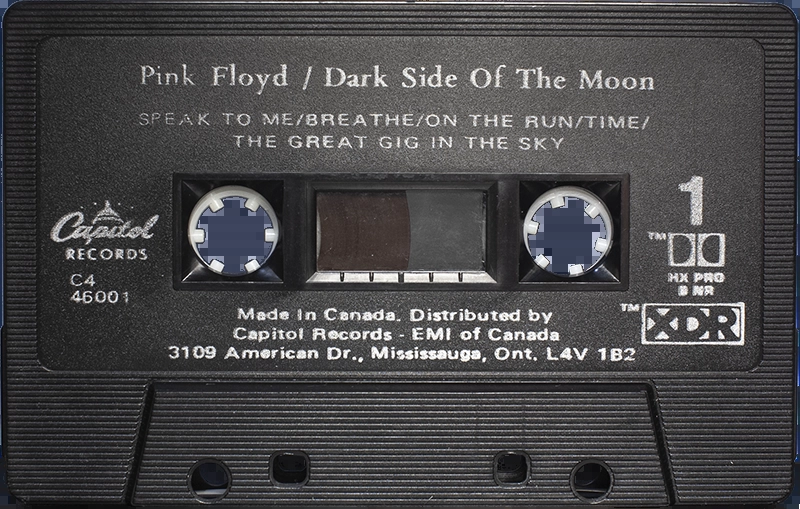 Pink Floyd / Dark Side Of The Moon
SPEAK TO ME/BREATHE/ON THE RUN/TIME/
THE GREAT GIG IN THE SKY
Capitol
RECORDS
C4
46001
1
TM
HX PRO
B NR
TM XDR
Made In Canada. Distributed by
Capitol Records - EMI of Canada
3109 American Dr., Mississauga, Ont. L4V 1B2